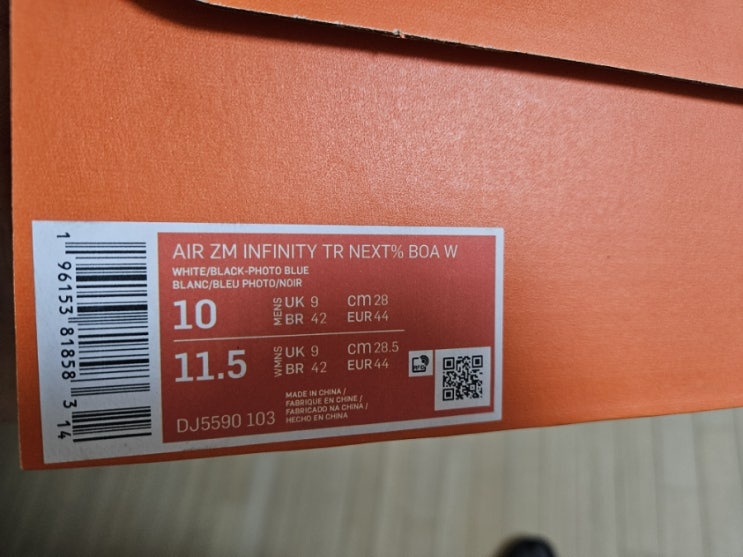 AIR ZM INFINITY TR NEXT% BOA W
WHITE/BLACK-PHOTO BLUE
BLANC/BLEU PHOTO/NOIR
10 MENS UK 9 cm 28
BR 42 EUR 44
11.5 WMNS UK 9 cm 28.5
BR 42 EUR 44
DJ5590 103
MADE IN CHINA /
FABRIQUE EN CHINE /
FABRICADO NA CHINA /
HECHO EN CHINA
1 96153 81858 3 14